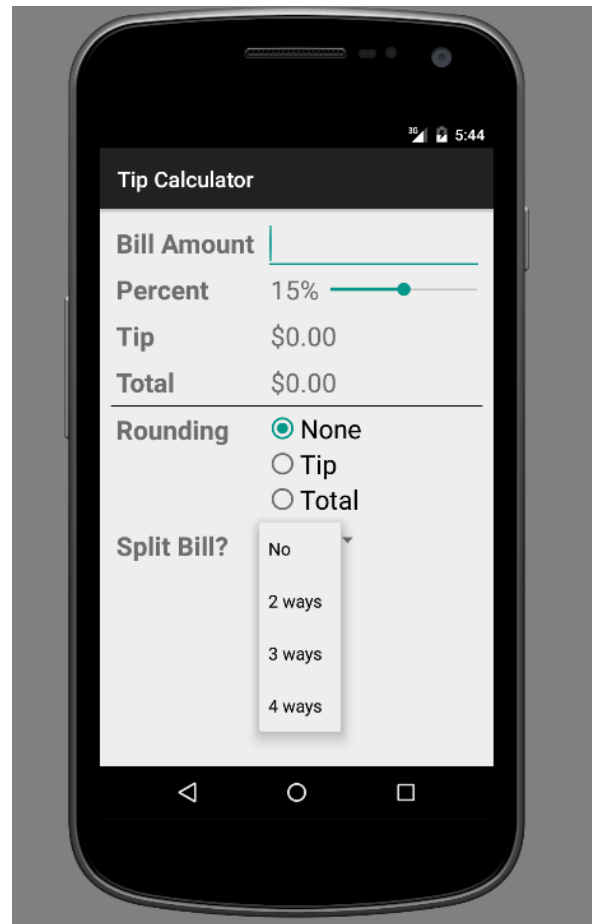 3G 5:44
Tip Calculator
Bill Amount
Percent 15%
Tip $0.00
Total $0.00
Rounding None
Tip
Total
Split Bill? No
2 ways
3 ways
4 ways